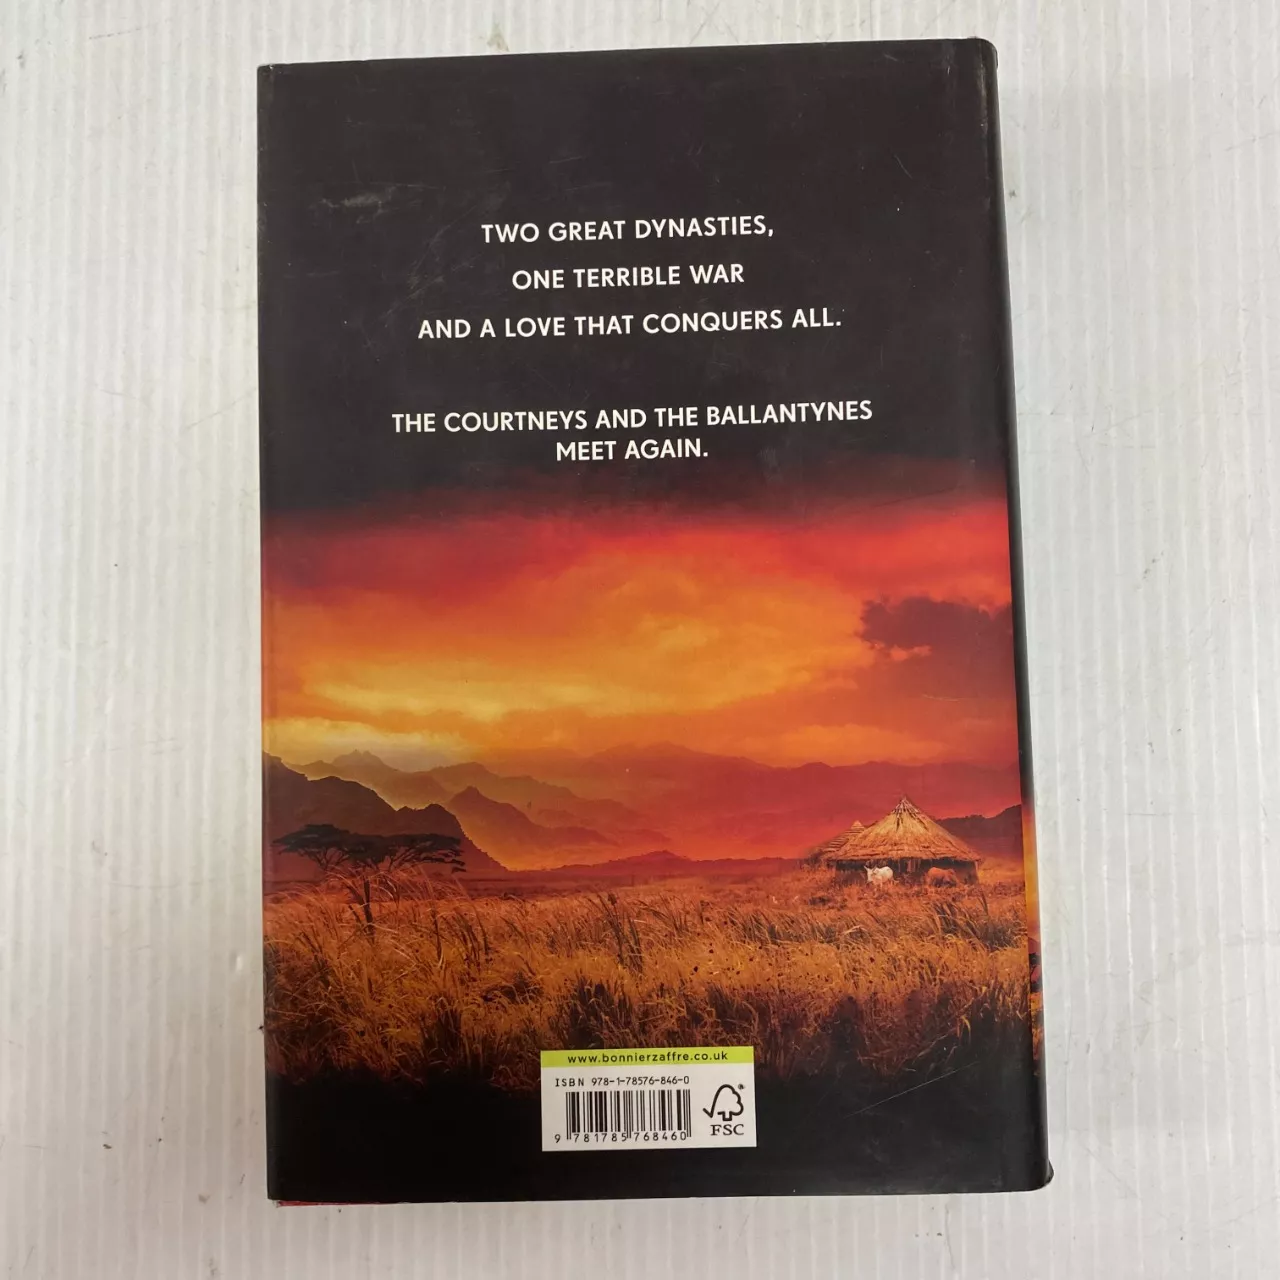 TWO GREAT DYNASTIES,
ONE TERRIBLE WAR
AND A LOVE THAT CONQUERS ALL.
THE COURTNEYS AND THE BALLANTYNES
MEET AGAIN.
www.bonnierzaffre.co.uk
ISBN 978-1-78576-846-0
9 781785 768460
FSC
®